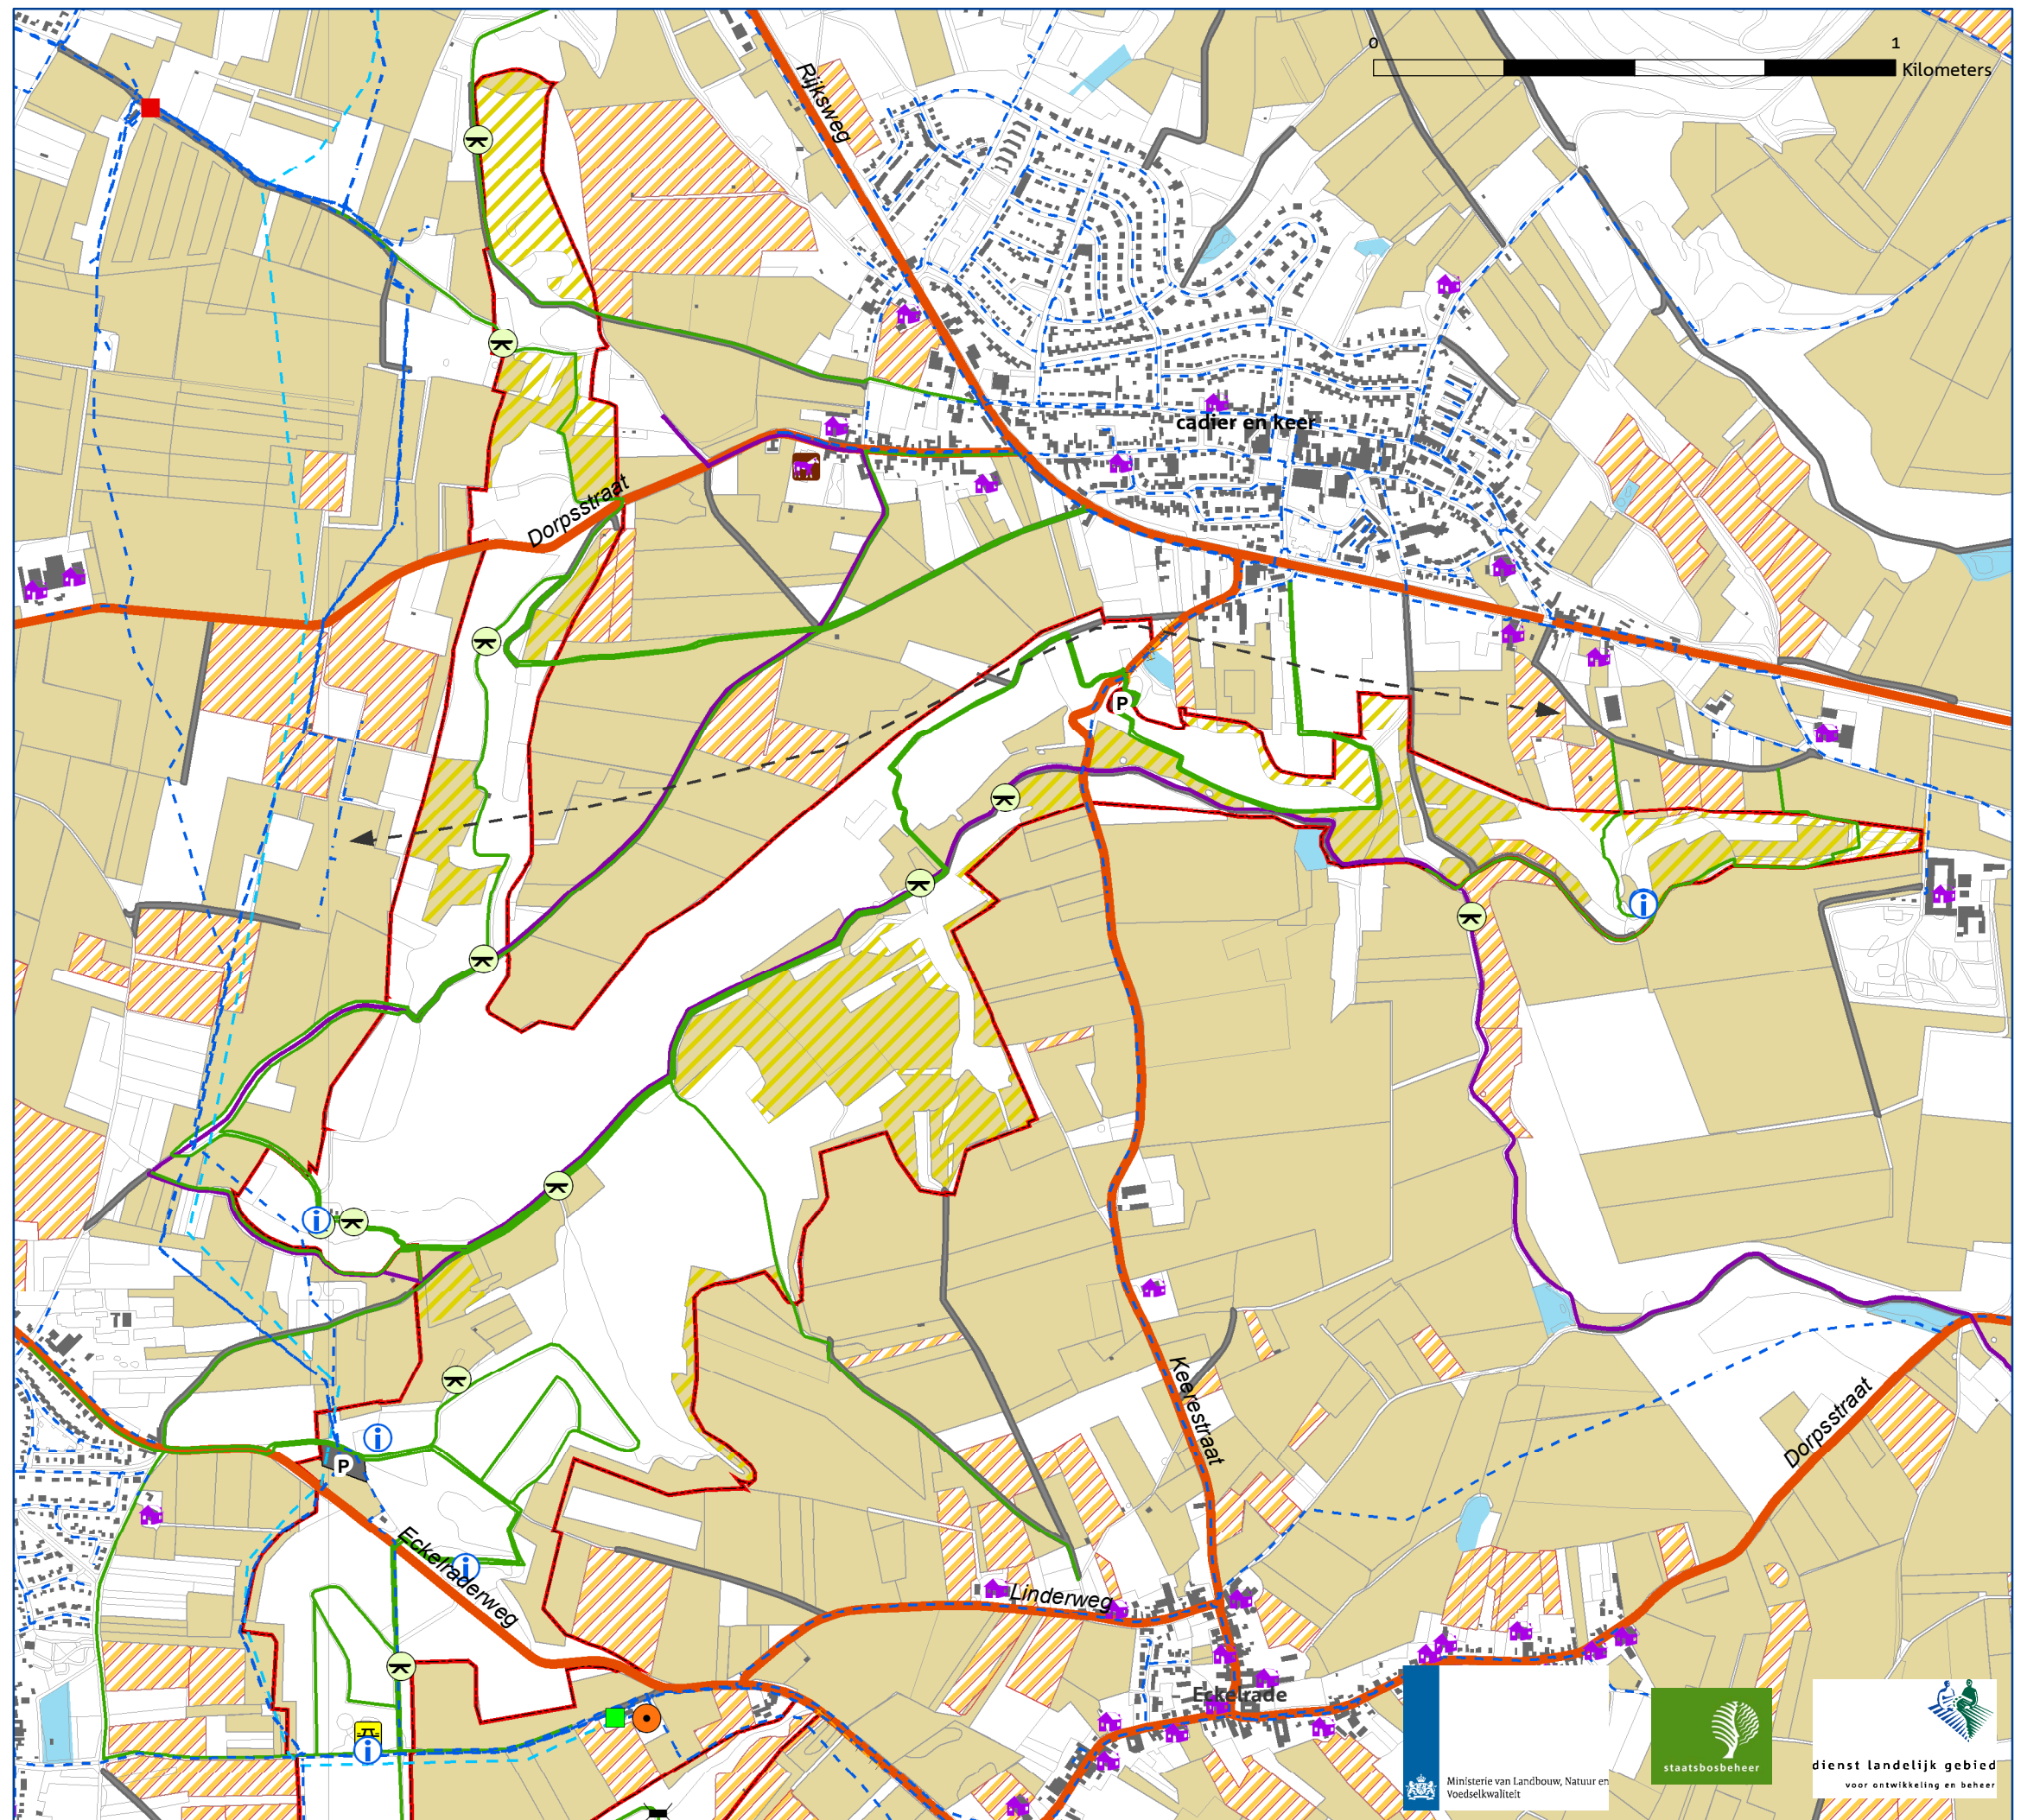 0
1
Kilometers
Rijksweg
cadier en keer
Dorpsstraat
P
i
i
Keerestraat
Dorpsstraat
i
P
Eckelraderweg
i
Linderweg
Eckelrade
i
Ministerie van Landbouw, Natuur en
Voedselkwaliteit
staatsbosbeheer
dienst landelijk gebied
voor ontwikkeling en beheer